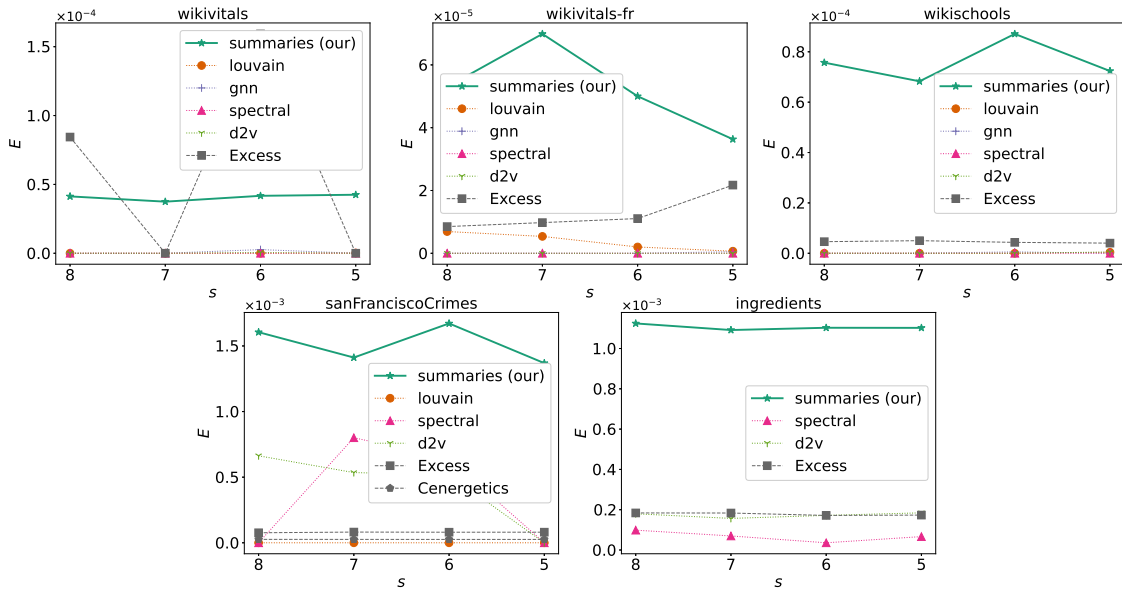 wikivitals
×10⁻⁴
E
1.5
1.0
0.5
0.0
8 7 6 5
s
summaries (our)
louvain
gnn
spectral
d2v
Excess
wikivitals-fr
×10⁻⁵
E
6
4
2
0
8 7 6 5
s
summaries (our)
louvain
gnn
spectral
d2v
Excess
wikischools
×10⁻⁴
E
0.8
0.6
0.4
0.2
0.0
8 7 6 5
s
summaries (our)
louvain
gnn
spectral
d2v
Excess
sanFranciscoCrimes
×10⁻³
E
1.5
1.0
0.5
0.0
8 7 6 5
s
summaries (our)
louvain
spectral
d2v
Excess
Cenergetics
ingredients
×10⁻³
E
1.0
0.8
0.6
0.4
0.2
0.0
8 7 6 5
s
summaries (our)
spectral
d2v
Excess